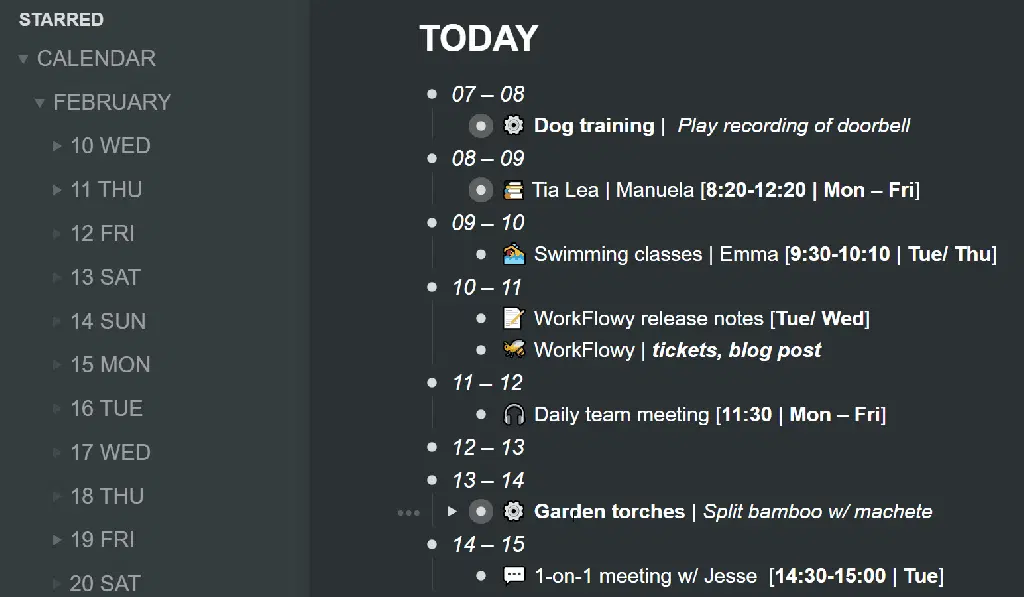 STARRED
CALENDAR
FEBRUARY
10 WED
11 THU
12 FRI
13 SAT
14 SUN
15 MON
16 TUE
17 WED
18 THU
19 FRI
20 SAT
TODAY
07 – 08
Dog training | Play recording of doorbell
08 – 09
Tia Lea | Manuela [8:20-12:20 | Mon – Fri]
09 – 10
Swimming classes | Emma [9:30-10:10 | Tue/ Thu]
10 – 11
WorkFlowy release notes [Tue/ Wed]
WorkFlowy | tickets, blog post
11 – 12
Daily team meeting [11:30 | Mon – Fri]
12 – 13
13 – 14
Garden torches | Split bamboo w/ machete
14 – 15
1-on-1 meeting w/ Jesse [14:30-15:00 | Tue]